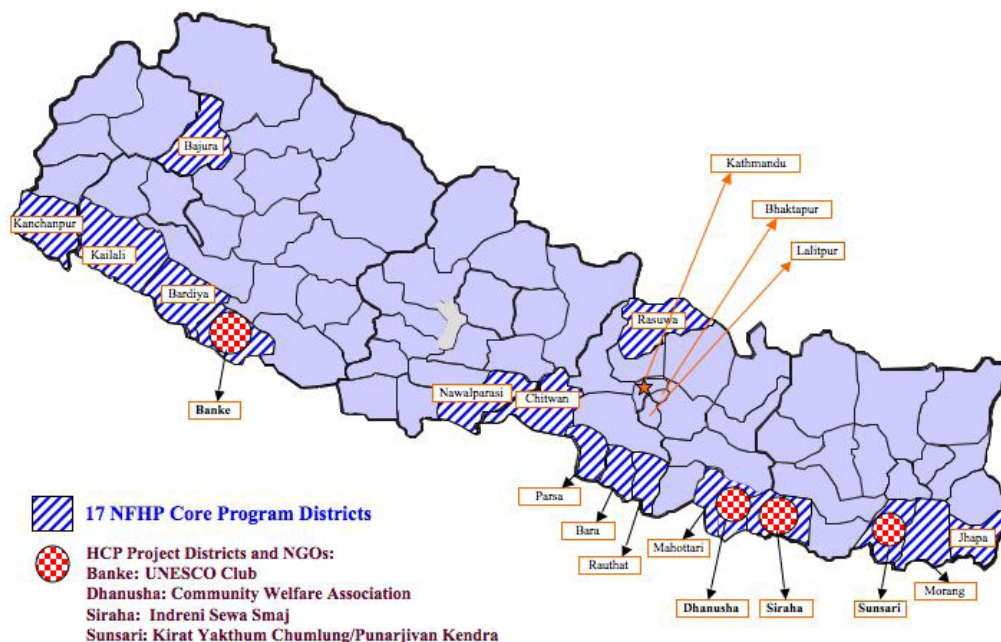 Kathmandu
Bajura
Bhaktapur
Kanchanpur
Lalitpur
Kailali
Bardiya
Rasuwa
Nawalparasi
Chitwan
Banke
Parsa
Bara
Mahottari
Rauthat
Jhapa
Morang
Dhanusha
Siraha
Sunsari
17 NFHP Core Program Districts
HCP Project Districts and NGOs:
Banke: UNESCO Club
Dhanusha: Community Welfare Association
Siraha: Indreni Sewa Smaj
Sunsari: Kirat Yakthum Chumlung/Punarjivan Kendra